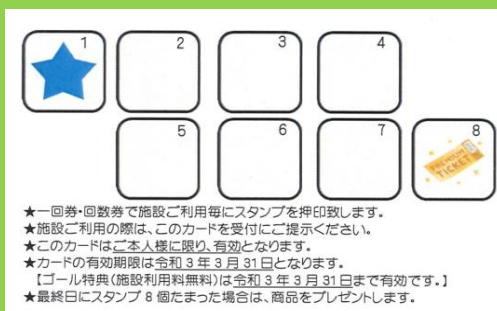 1 2 3 4
5 6 7 8
PREMIUM
TICKET
★一回券・回数券で施設ご利用毎にスタンプを押印致します。
★施設ご利用の際は、このカードを受付にご提示ください。
★このカードはご本人様に限り、有効となります。
★カードの有効期限は令和3年3月31日となります。
【ゴール特典(施設利用料無料)は令和3年3月31日まで有効です。】
★最終日にスタンプ8個たまった場合は、商品をプレゼントします。